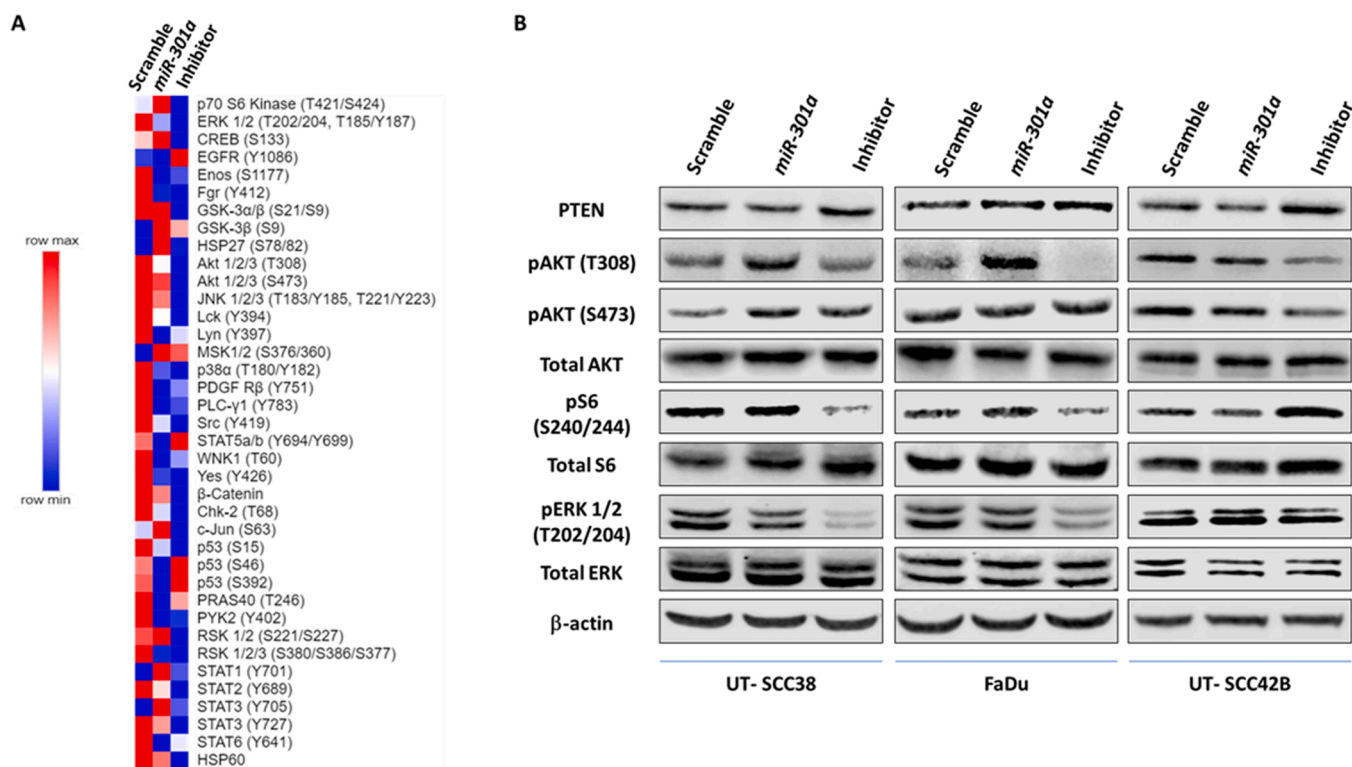 A
Scramble
miR-301a
Inhibitor
p70 S6 Kinase (T421/S424)
ERK 1/2 (T202/204, T185/Y187)
CREB (S133)
EGFR (Y1086)
Enos (S1177)
Fgr (Y412)
GSK-3α/β (S21/S9)
GSK-3β (S9)
HSP27 (S78/82)
Akt 1/2/3 (T308)
Akt 1/2/3 (S473)
JNK 1/2/3 (T183/Y185, T221/Y223)
Lck (Y394)
Lyn (Y397)
MSK1/2 (S376/360)
p38α (T180/Y182)
PDGF Rβ (Y751)
PLC-γ1 (Y783)
Src (Y419)
STAT5a/b (Y694/Y699)
WNK1 (T60)
Yes (Y426)
β-Catenin
Chk-2 (T68)
c-Jun (S63)
p53 (S15)
p53 (S46)
p53 (S392)
PRAS40 (T246)
PYK2 (Y402)
RSK 1/2 (S221/S227)
RSK 1/2/3 (S380/S386/S377)
STAT1 (Y701)
STAT2 (Y689)
STAT3 (Y705)
STAT3 (Y727)
STAT6 (Y641)
HSP60
row max
row min
B
Scramble
miR-301a
Inhibitor
Scramble
miR-301a
Inhibitor
Scramble
miR-301a
Inhibitor
PTEN
pAKT (T308)
pAKT (S473)
Total AKT
pS6
(S240/244)
Total S6
pERK 1/2
(T202/204)
Total ERK
β-actin
UT- SCC38
FaDu
UT- SCC42B